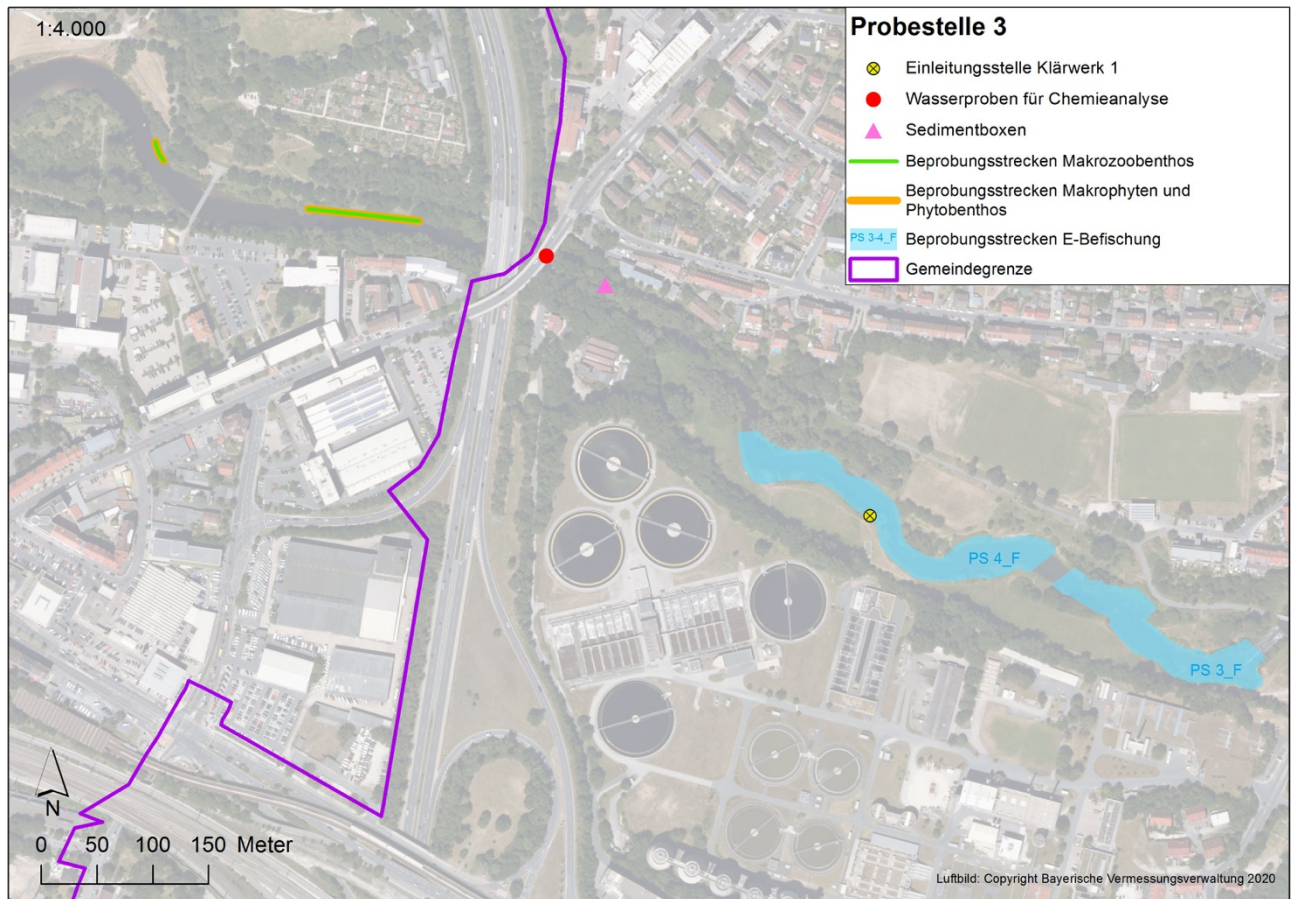 1:4.000
Probestelle 3
Einleitungsstelle Klärwerk 1
Wasserproben für Chemieanalyse
Sedimentboxen
Beprobungsstrecken Makrozoobenthos
Beprobungsstrecken Makrophyten und
Phytobenthos
PS 3-4_F Beprobungsstrecken E-Befischung
Gemeindegrenze
PS 4_F
PS 3_F
N
0 50 100 150 Meter
Luftbild: Copyright Bayerische Vermessungsverwaltung 2020